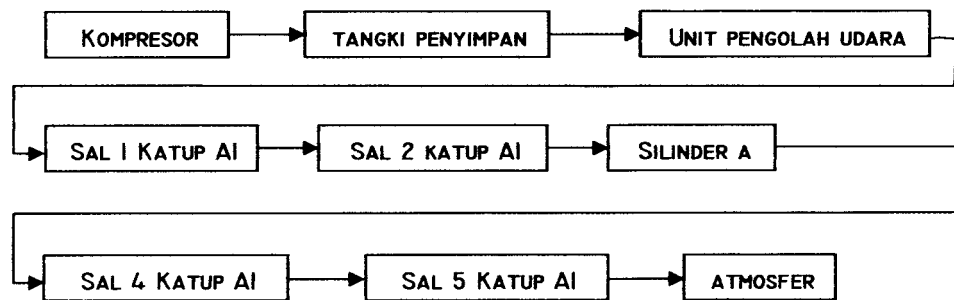 KOMPRESOR TANGKI PENYIMPAN UNIT PENGOLAH UDARA
SAL 1 KATUP A1 SAL 2 KATUP A1 SILINDER A
SAL 4 KATUP A1 SAL 5 KATUP A1 ATMOSFER